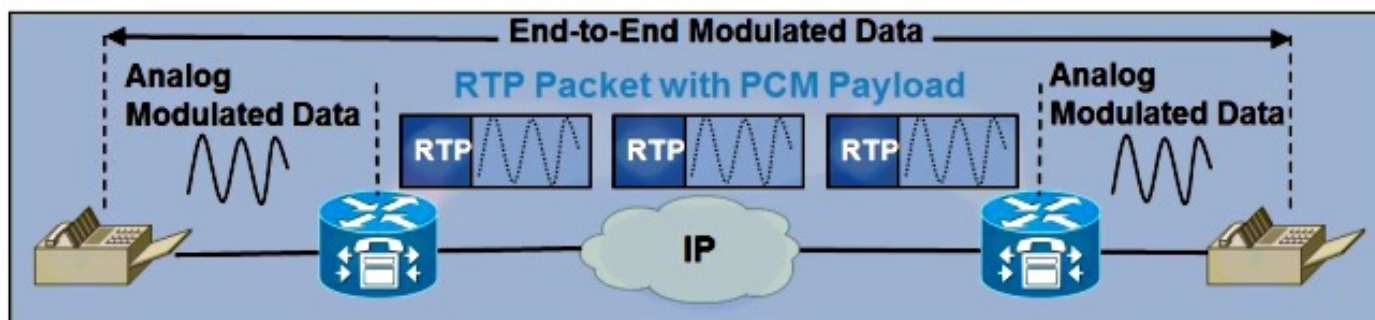 End-to-End Modulated Data
Analog
Modulated Data
RTP Packet with PCM Payload
Analog
Modulated Data
RTP
RTP
RTP
IP